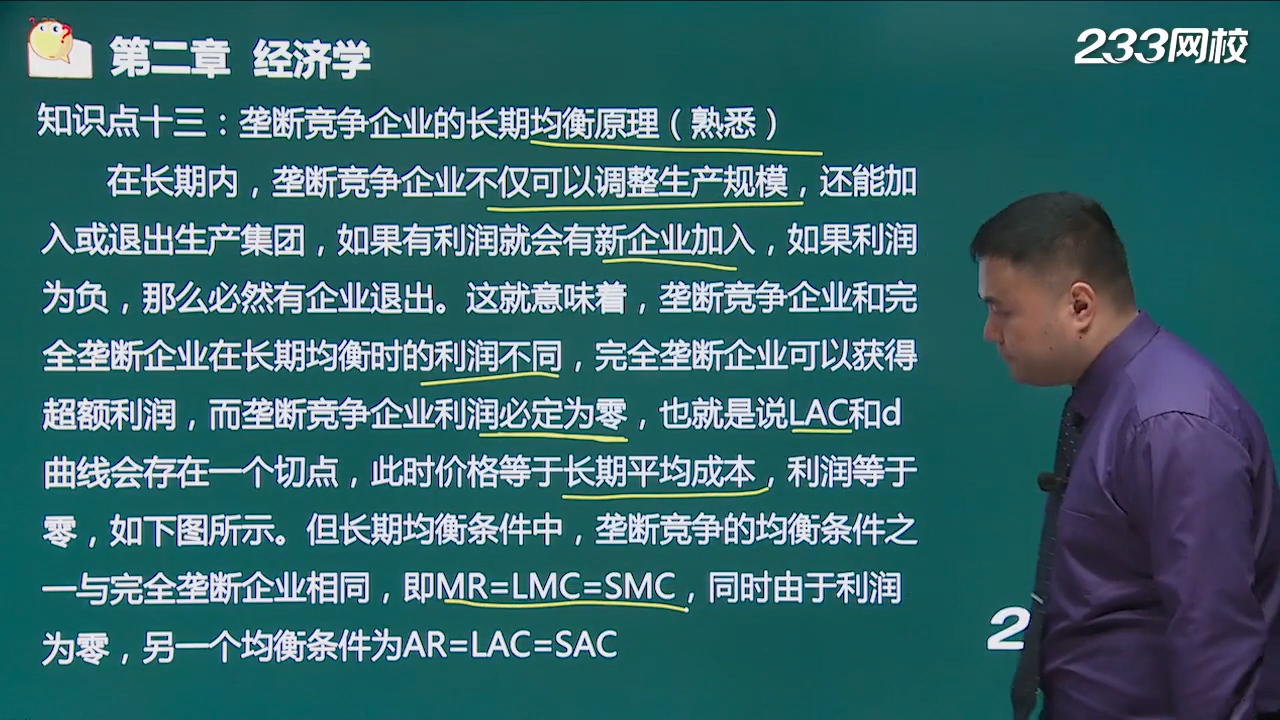 第二章 经济学
233网校
知识点十三：垄断竞争企业的长期均衡原理（熟悉）
在长期内，垄断竞争企业不仅可以调整生产规模，还能加
入或退出生产集团，如果有利润就会有新企业加入，如果利润
为负，那么必然有企业退出。这就意味着，垄断竞争企业和完
全垄断企业在长期均衡时的利润不同，完全垄断企业可以获得
超额利润，而垄断竞争企业利润必定为零，也就是说LAC和d
曲线会存在一个切点，此时价格等于长期平均成本，利润等于
零，如下图所示。但长期均衡条件中，垄断竞争的均衡条件之
一与完全垄断企业相同，即MR=LMC=SMC，同时由于利润
为零，另一个均衡条件为AR=LAC=SAC
2